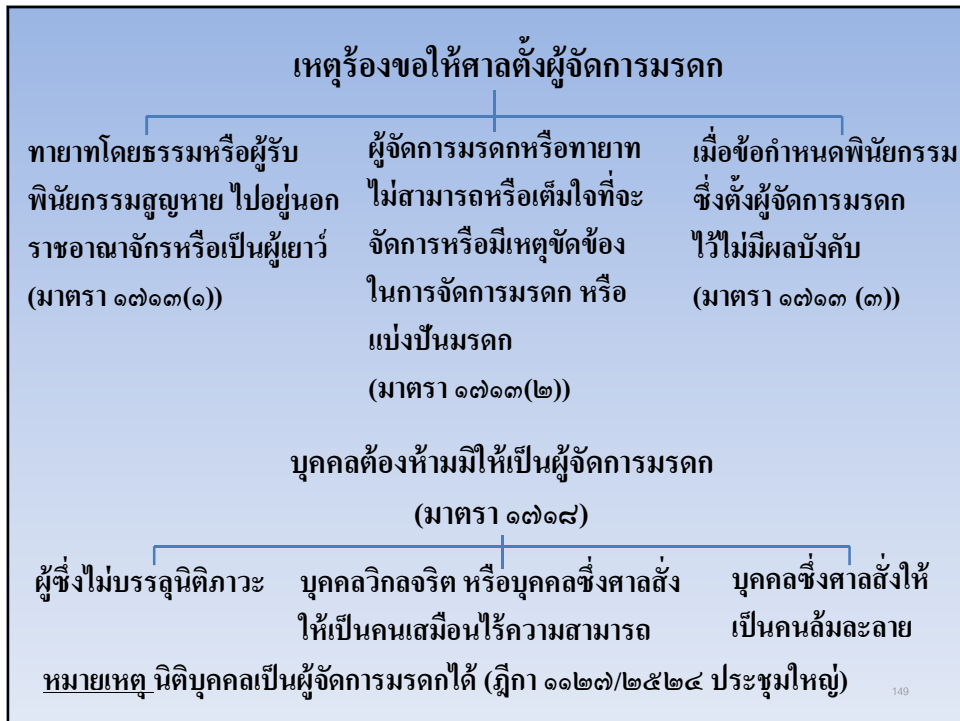 เหตุร้องขอให้ศาลตั้งผู้จัดการมรดก
ทายาทโดยธรรมหรือผู้รับ
พินัยกรรมสูญหาย ไปอยู่นอก
ราชอาณาจักรหรือเป็นผู้เยาว์
(มาตรา ๑๗๑๓(๑))
ผู้จัดการมรดกหรือทายาท
ไม่สามารถหรือเต็มใจที่จะ
จัดการหรือมีเหตุขัดข้อง
ในการจัดการมรดก หรือ
แบ่งปันมรดก
(มาตรา ๑๗๑๓(๒))
เมื่อข้อกำหนดพินัยกรรม
ซึ่งตั้งผู้จัดการมรดก
ไว้ไม่มีผลบังคับ
(มาตรา ๑๗๑๓ (๓))
บุคคลต้องห้ามมิให้เป็นผู้จัดการมรดก
(มาตรา ๑๗๑๘)
ผู้ซึ่งไม่บรรลุนิติภาวะ
บุคคลวิกลจริต หรือบุคคลซึ่งศาลสั่ง
ให้เป็นคนเสมือนไร้ความสามารถ
บุคคลซึ่งศาลสั่งให้
เป็นคนล้มละลาย
หมายเหตุ นิติบุคคลเป็นผู้จัดการมรดกได้ (ฎีกา ๑๑๒๗/๒๕๒๔ ประชุมใหญ่)
149